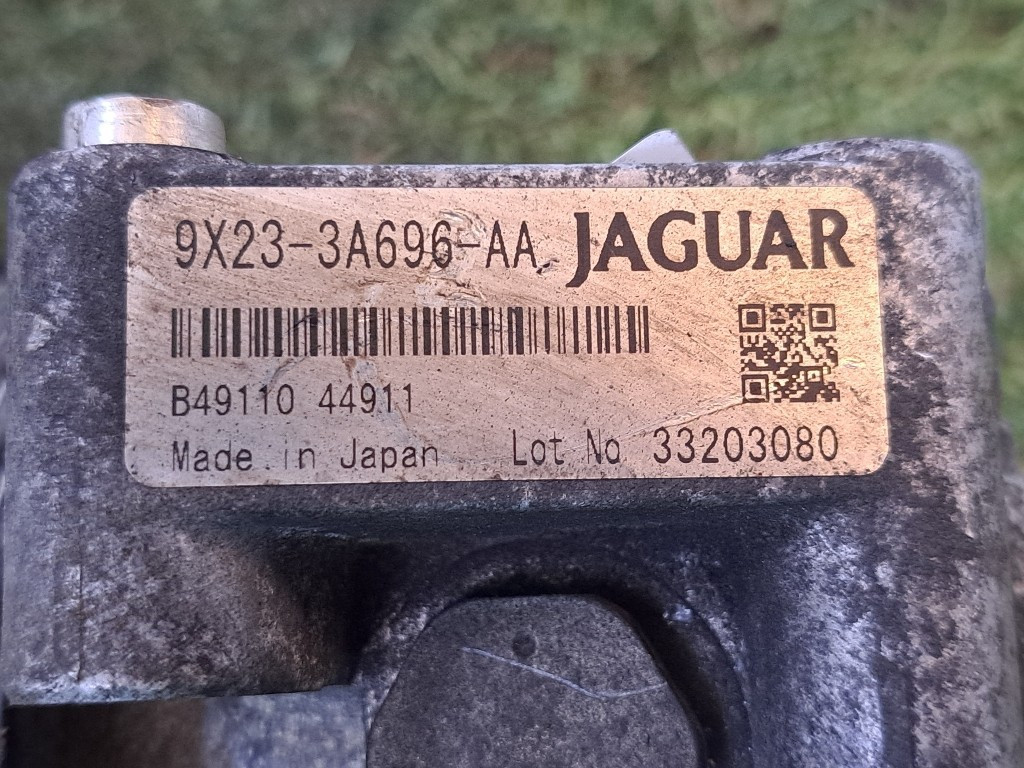 9X23-3A696-AA JAGUAR
B49110 44911
Made in Japan Lot No 33203080